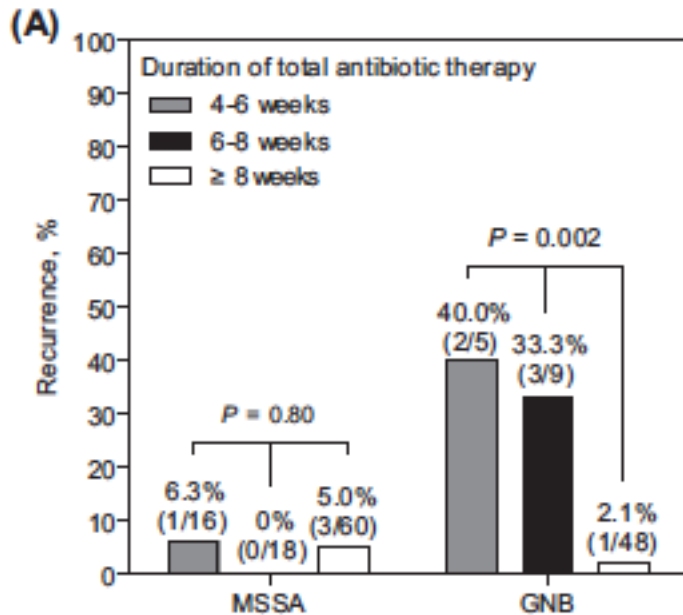 (A)
100
90
80
70
60
50
40
30
20
10
0
Recurrence, %
Duration of total antibiotic therapy
4-6 weeks
6-8 weeks
≥ 8 weeks
P = 0.80
6.3%
(1/16)
0%
(0/18)
5.0%
(3/60)
P = 0.002
40.0%
(2/5)
33.3%
(3/9)
2.1%
(1/48)
MSSA
GNB